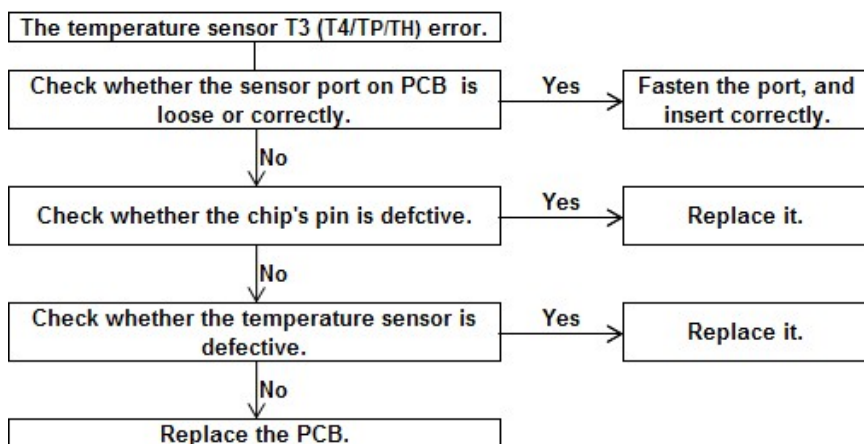 The temperature sensor T3 (T4/TP/TH) error.
Check whether the sensor port on PCB is
loose or correctly.
Yes
Fasten the port, and
insert correctly.
No
Check whether the chip's pin is defctive.
Yes
Replace it.
No
Check whether the temperature sensor is
defective.
Yes
Replace it.
No
Replace the PCB.